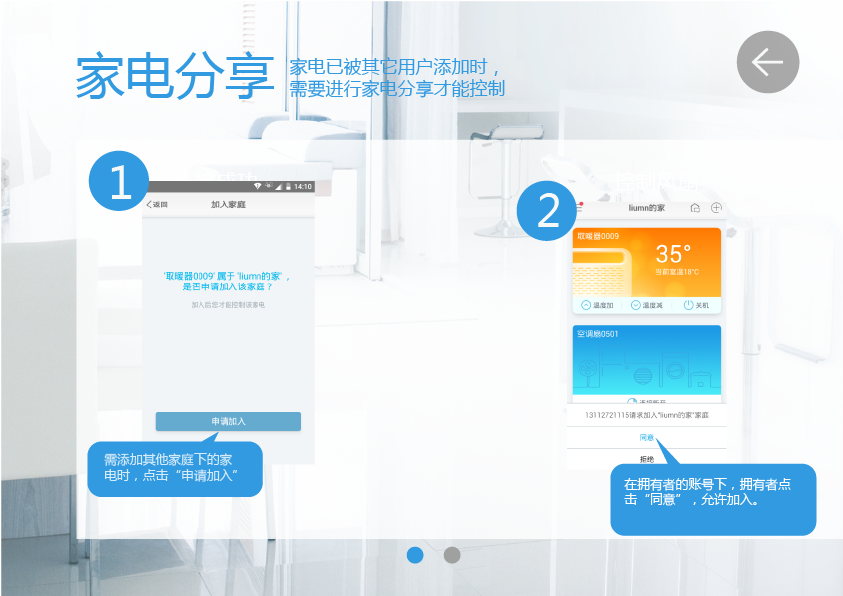 家电分享
家电已被其它用户添加时，
需要进行家电分享才能控制
1
14:10
返回
加入家庭
'取暖器0009' 属于 'liumn的家'，
是否申请加入该家庭？
加入后您才能控制该家电
申请加入
需添加其他家庭下的家
电时，点击“申请加入”
2
liumn的家
取暖器0009
35°
当前室温18°C
温度加
温度减
关机
空调扇0501
13112721115请求加入"liumn的家"家庭
同意
拒绝
在拥有者的账号下，拥有者点
击“同意”，允许加入。